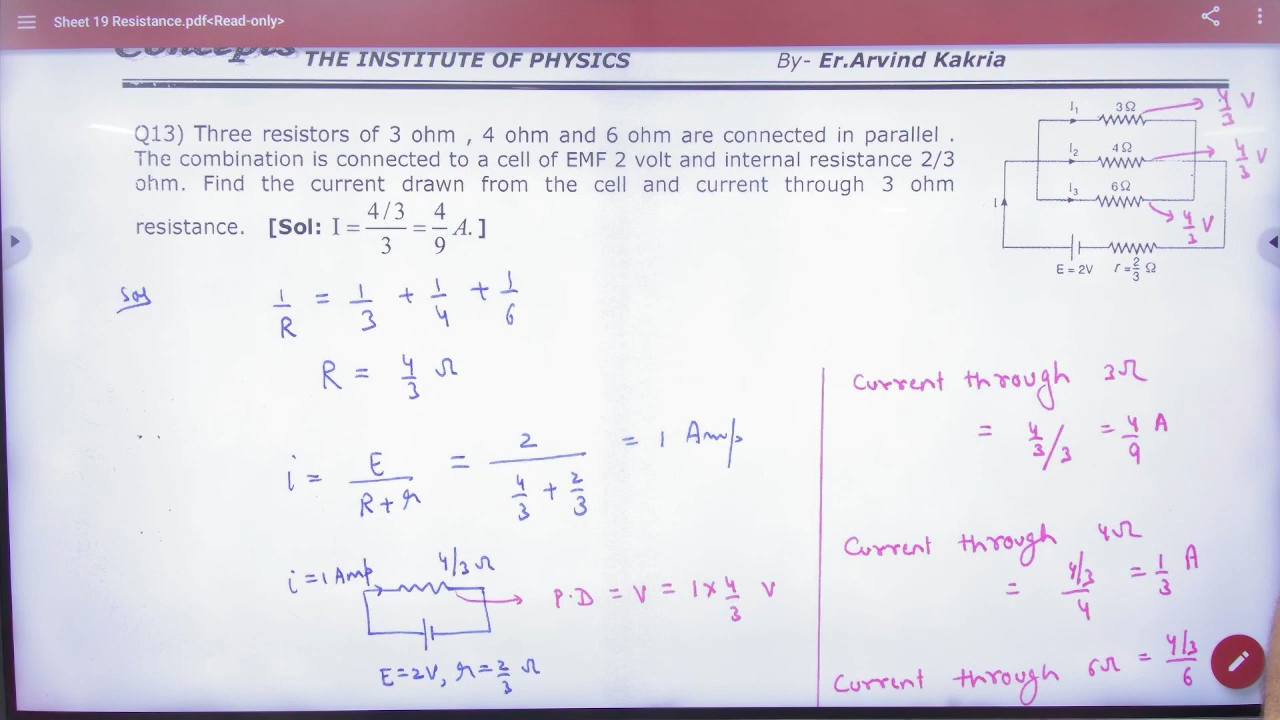 Sheet 19 Resistance.pdf<Read-only>
Concepts THE INSTITUTE OF PHYSICS By- Er.Arvind Kakria
Q13) Three resistors of 3 ohm , 4 ohm and 6 ohm are connected in parallel .
The combination is connected to a cell of EMF 2 volt and internal resistance 2/3
ohm. Find the current drawn from the cell and current through 3 ohm
resistance. [Sol: I = 4/3 / 3 = 4/9 A. ]
I₁ 3Ω 4/3 V
I₂ 4Ω 4/3 V
I₃ 6Ω 4/3 V
I
E = 2V r = 2/3 Ω
Sol
1/R = 1/3 + 1/4 + 1/6
R = 4/3 Ω
i = E/(R+r) = 2/(4/3 + 2/3) = 1 Amp
i = 1 Amp 4/3 Ω
P.D = V = 1 × 4/3 V
E = 2V, r = 2/3 Ω
Current through 3Ω
= 4/3 / 3 = 4/9 A
Current through 4Ω
= 4/3 / 4 = 1/3 A
Current through 6Ω = 4/3 / 6